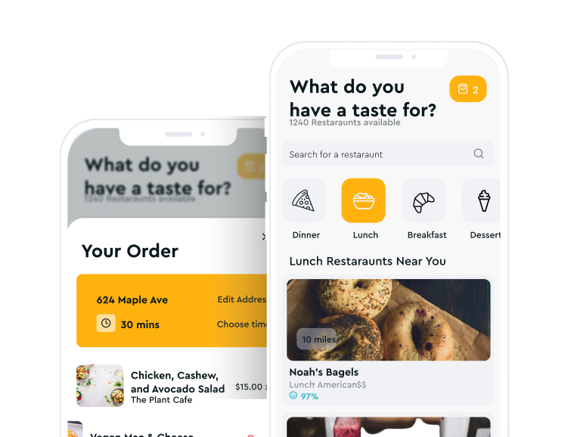 What do you
have a taste for?
1240 Restaraunts available
Your Order
624 Maple Ave
Edit Addres
30 mins
Choose time
Chicken, Cashew,
and Avocado Salad
$15.00
The Plant Cafe
Vegan Mac & Cheese
What do you
have a taste for?
2
1240 Restaraunts available
Search for a restaraunt
Dinner
Lunch
Breakfast
Dessert
Lunch Restaraunts Near You
10 miles
Noah's Bagels
Lunch American$$
97%